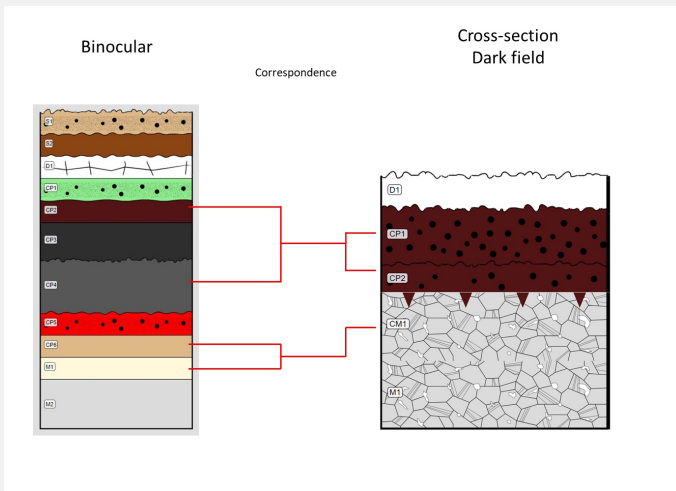 Binocular
Cross-section
Dark field
Correspondence
S1
S2
D1
CP1
CP2
CP3
CP4
CP5
CP6
M1
M2
D1
CP1
CP2
CM1
M1